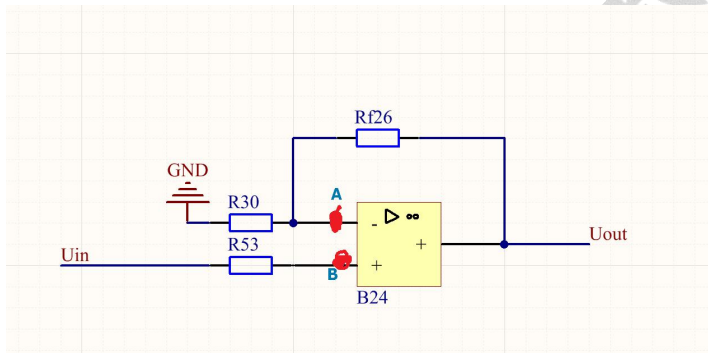 Rf26
GND
R30
A
- ▷ ∞
R53
+
Uout
Uin
B
+
B24